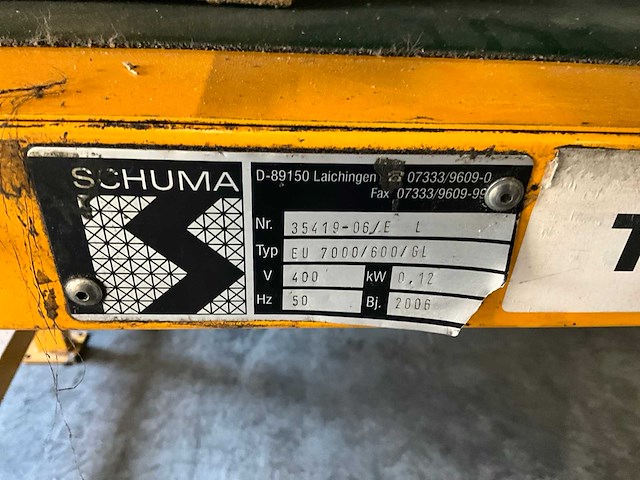 SCHUMA
D-89150 Laichingen ☎ 07333/9609-0
Fax 07333/9609-99
Nr. 35419-06/E L
Typ EU 7000/600/GL
V 400 kW 0,12
Hz 50 Bj. 2006
T